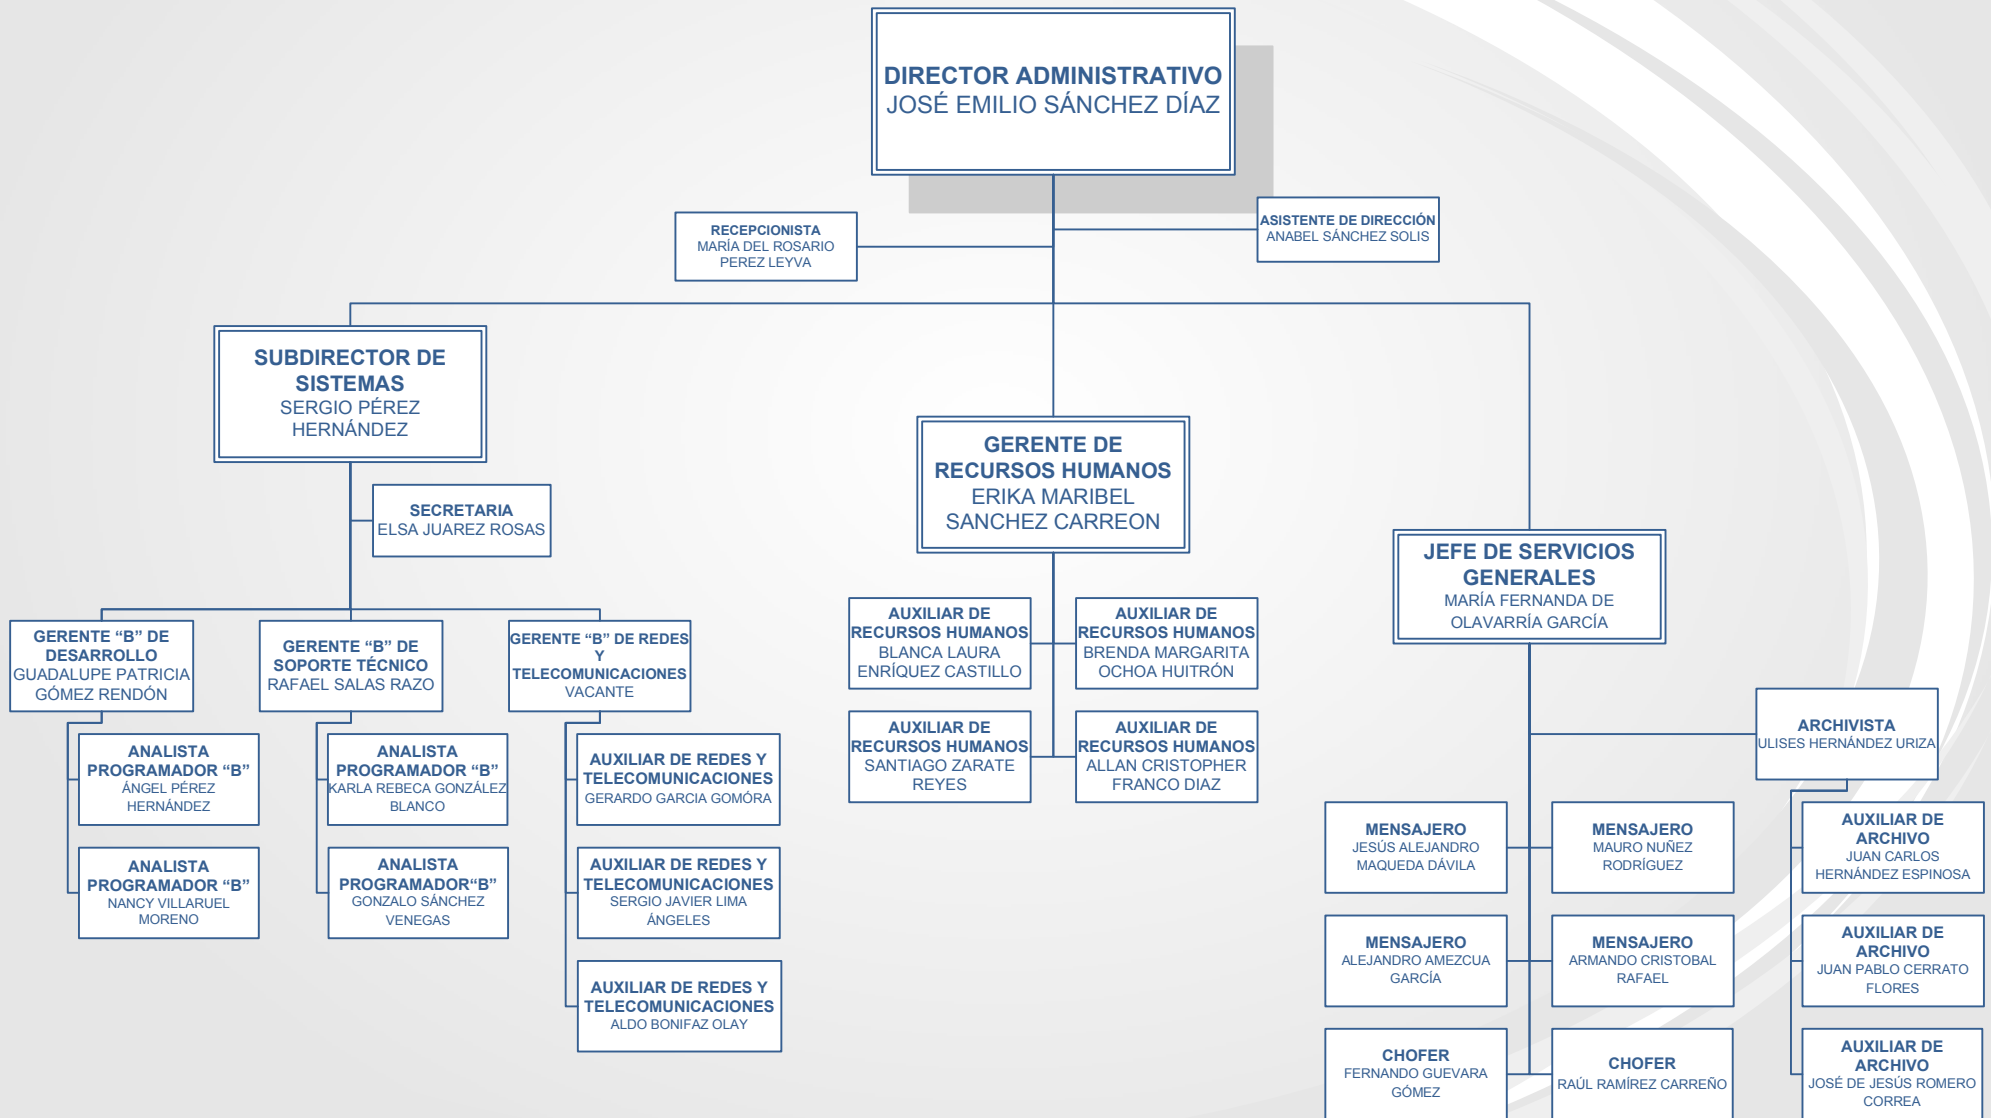 DIRECTOR ADMINISTRATIVO
JOSÉ EMILIO SÁNCHEZ DÍAZ
RECEPCIONISTA
MARÍA DEL ROSARIO
PEREZ LEYVA
ASISTENTE DE DIRECCIÓN
ANABEL SÁNCHEZ SOLIS
SUBDIRECTOR DE
SISTEMAS
SERGIO PÉREZ
HERNÁNDEZ
SECRETARIA
ELSA JUAREZ ROSAS
GERENTE “B” DE
DESARROLLO
GUADALUPE PATRICIA
GÓMEZ RENDÓN
ANALISTA
PROGRAMADOR “B”
ÁNGEL PÉREZ
HERNÁNDEZ
ANALISTA
PROGRAMADOR “B”
NANCY VILLARUEL
MORENO
GERENTE “B” DE
SOPORTE TÉCNICO
RAFAEL SALAS RAZO
ANALISTA
PROGRAMADOR “B”
KARLA REBECA GONZÁLEZ
BLANCO
ANALISTA
PROGRAMADOR“B”
GONZALO SÁNCHEZ
VENEGAS
GERENTE “B” DE REDES
Y
TELECOMUNICACIONES
VACANTE
AUXILIAR DE REDES Y
TELECOMUNICACIONES
GERARDO GARCIA GOMÓRA
AUXILIAR DE REDES Y
TELECOMUNICACIONES
SERGIO JAVIER LIMA
ÁNGELES
AUXILIAR DE REDES Y
TELECOMUNICACIONES
ALDO BONIFAZ OLAY
GERENTE DE
RECURSOS HUMANOS
ERIKA MARIBEL
SANCHEZ CARREON
AUXILIAR DE
RECURSOS HUMANOS
BLANCA LAURA
ENRÍQUEZ CASTILLO
AUXILIAR DE
RECURSOS HUMANOS
BRENDA MARGARITA
OCHOA HUITRÓN
AUXILIAR DE
RECURSOS HUMANOS
SANTIAGO ZARATE
REYES
AUXILIAR DE
RECURSOS HUMANOS
ALLAN CRISTOPHER
FRANCO DIAZ
JEFE DE SERVICIOS
GENERALES
MARÍA FERNANDA DE
OLAVARRÍA GARCÍA
ARCHIVISTA
ULISES HERNÁNDEZ URIZA
MENSAJERO
JESÚS ALEJANDRO
MAQUEDA DÁVILA
MENSAJERO
MAURO NUÑEZ
RODRÍGUEZ
MENSAJERO
ALEJANDRO AMEZCUA
GARCÍA
MENSAJERO
ARMANDO CRISTOBAL
RAFAEL
CHOFER
FERNANDO GUEVARA
GÓMEZ
CHOFER
RAÚL RAMÍREZ CARREÑO
AUXILIAR DE
ARCHIVO
JUAN CARLOS
HERNÁNDEZ ESPINOSA
AUXILIAR DE
ARCHIVO
JUAN PABLO CERRATO
FLORES
AUXILIAR DE
ARCHIVO
JOSÉ DE JESÚS ROMERO
CORREA